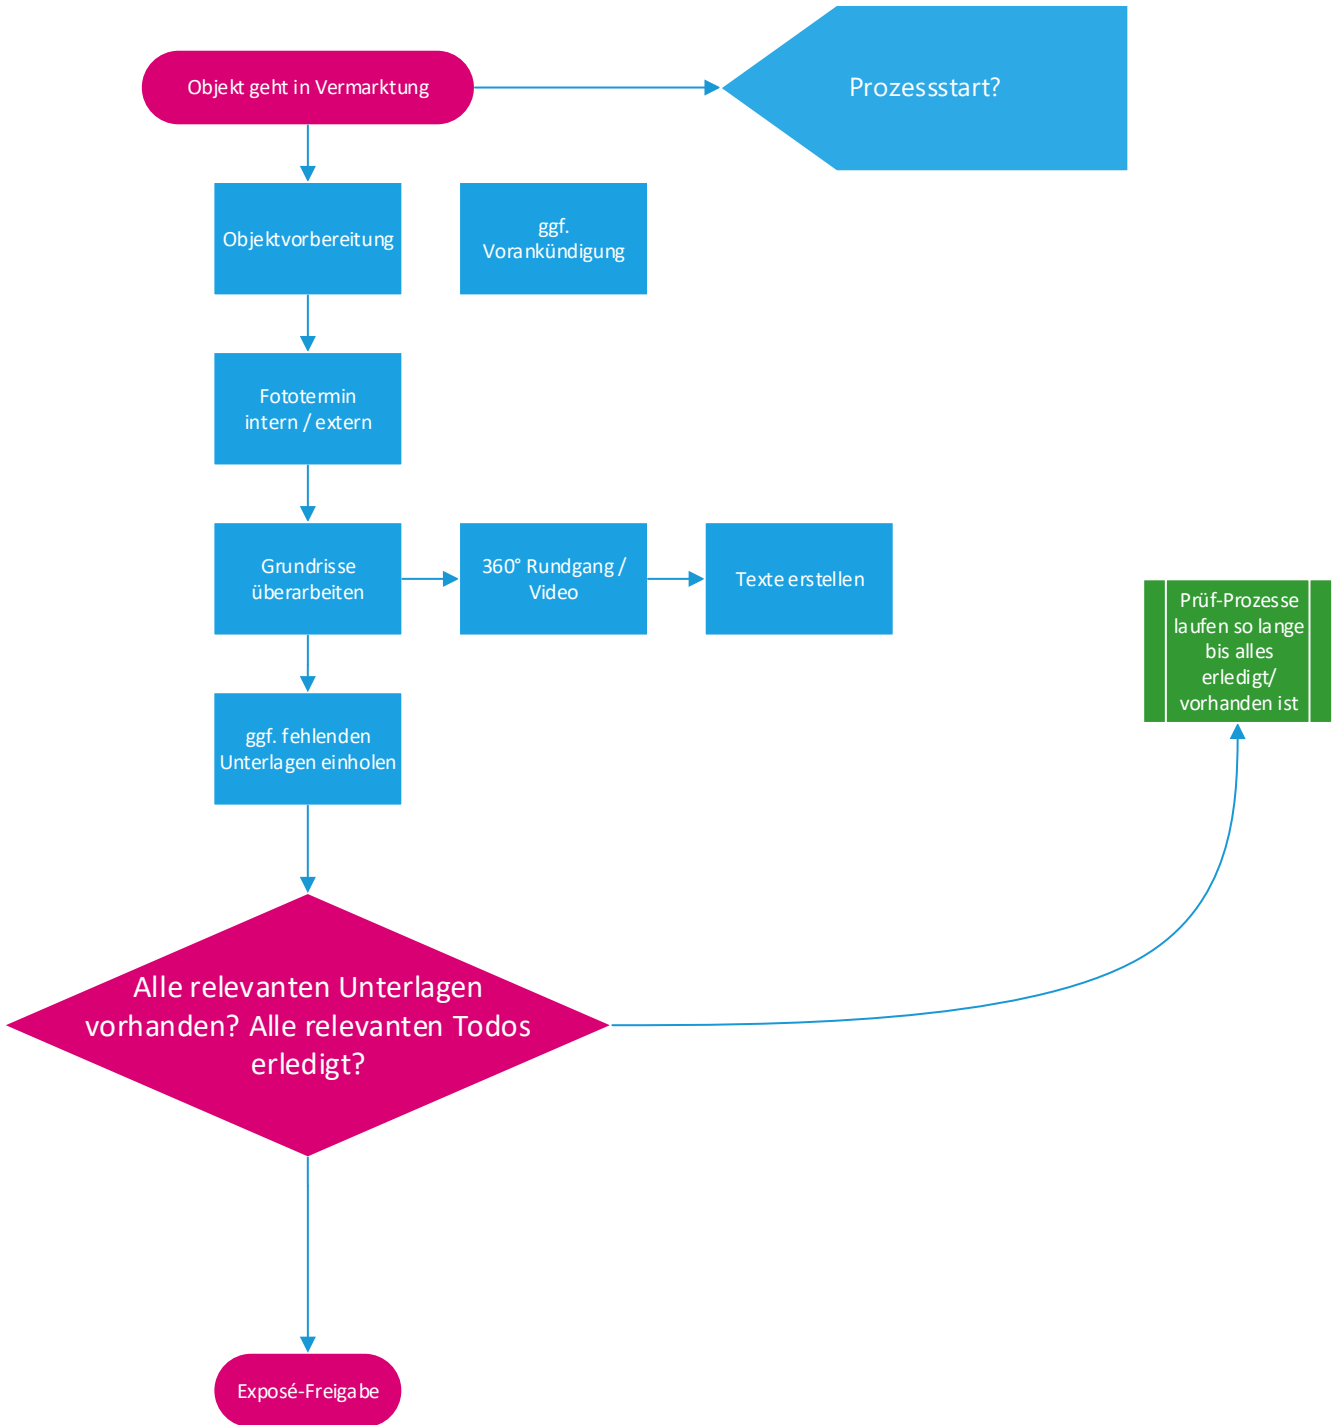 Objekt geht in Vermarktung
Prozessstart?
Objektvorbereitung
ggf.
Vorankündigung
Fototermin
intern / extern
Grundrisse
überarbeiten
360° Rundgang /
Video
Texte erstellen
Prüf-Prozesse
laufen so lange
bis alles
erledigt/
vorhanden ist
ggf. fehlenden
Unterlagen einholen
Alle relevanten Unterlagen
vorhanden? Alle relevanten Todos
erledigt?
Exposé-Freigabe